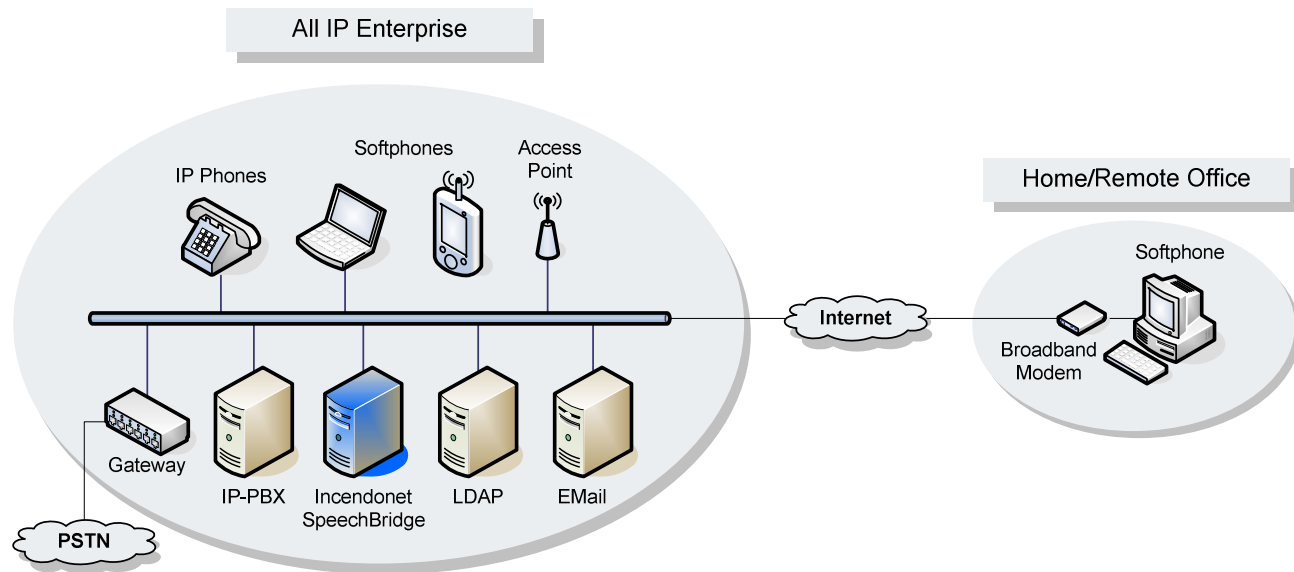 All IP Enterprise
IP Phones
Softphones
Access
Point
Home/Remote Office
Softphone
Internet
Broadband
Modem
Gateway
IP-PBX
Incendonet
SpeechBridge
LDAP
EMail
PSTN